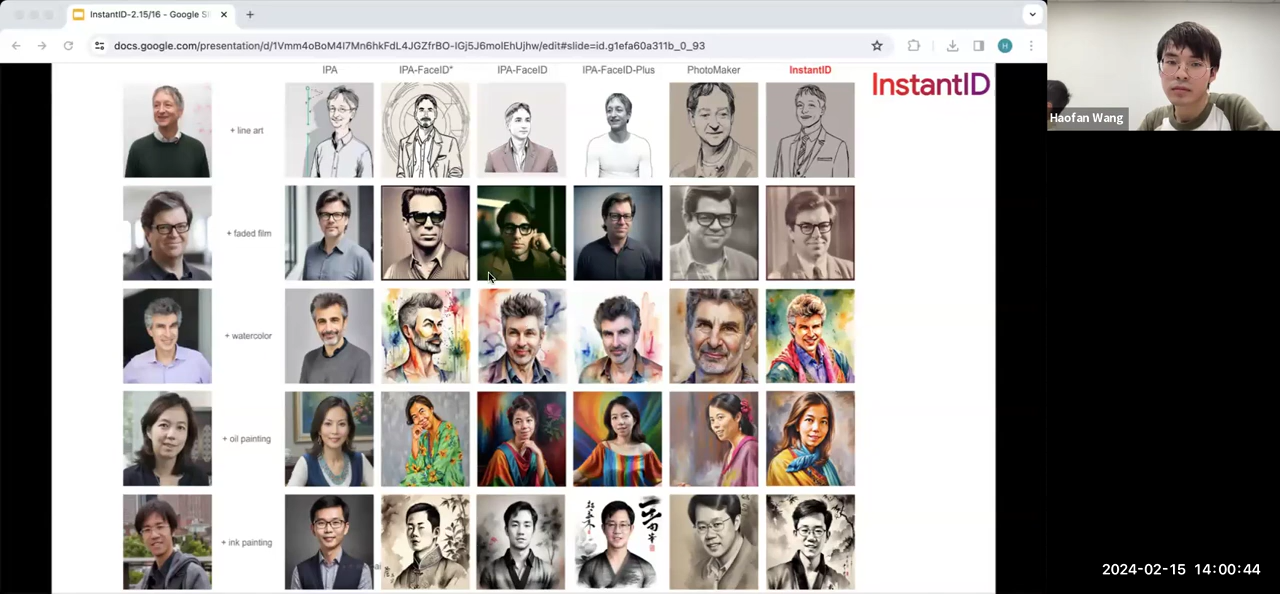 InstantID-2.15/16 - Google Sl
docs.google.com/presentation/d/1Vmm4oBoM4I7Mn6hkFdL4JGZfrBO-IGj5J6moIEhUjhw/edit#slide=id.g1efa60a311b_0_93
H
IPA IPA-FaceID* IPA-FaceID IPA-FaceID-Plus PhotoMaker InstantID
InstantID
Haofan Wang
+ line art
+ faded film
+ watercolor
+ oil painting
+ ink painting
2024-02-15 14:00:44